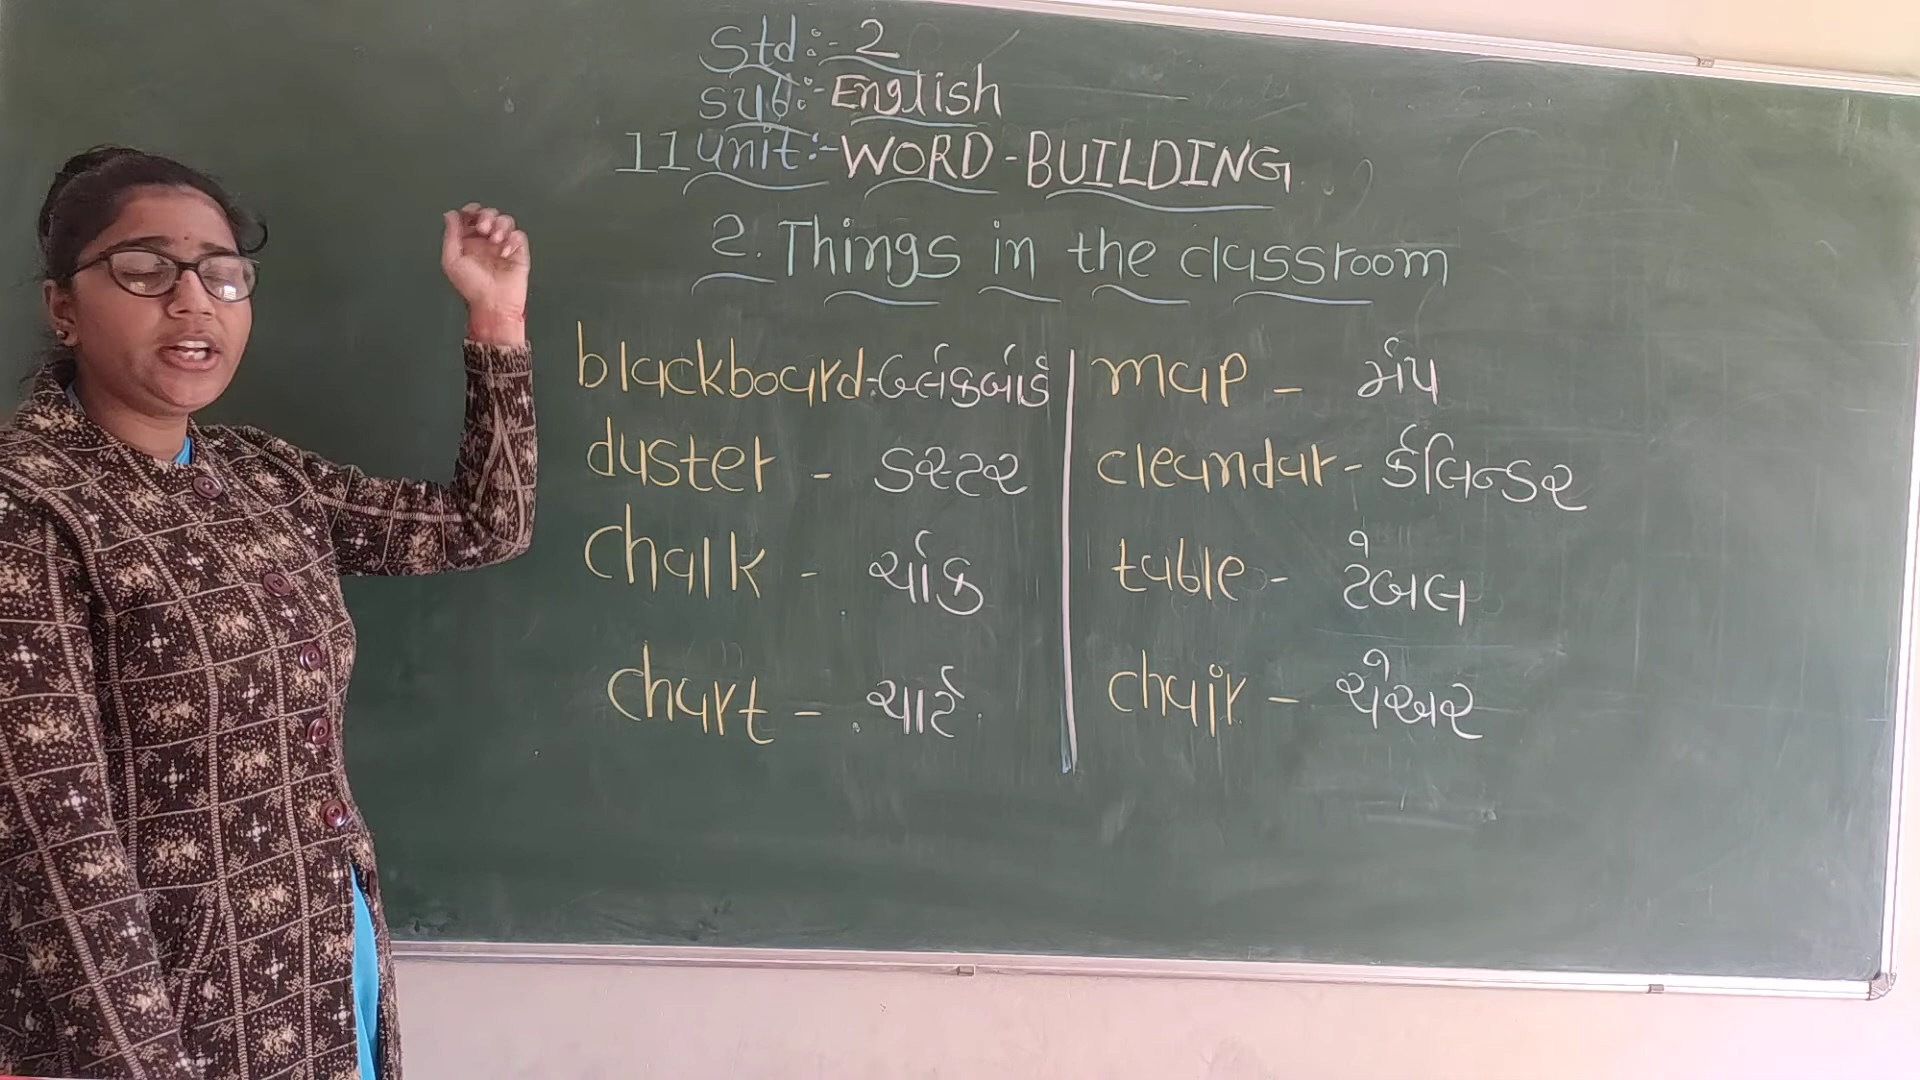 Std:- 2
sub:- English
11 unit:- WORD-BUILDING
2. Things in the classroom
blackboard - બ્લેકબોર્ડ
duster - ડસ્ટર
chalk - ચૉક
chart - ચાર્ટ
map - મૅપ
cleandar - કૅલિન્ડર
table - ટેબલ
chair - ચેઅર